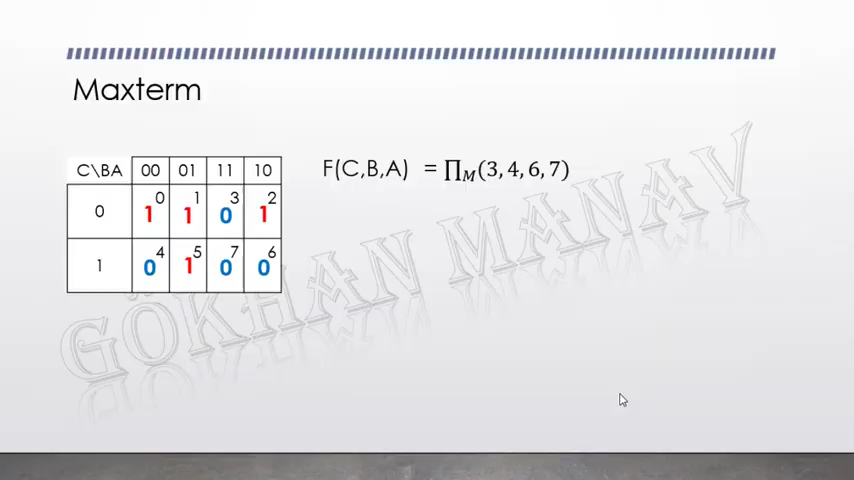 Maxterm
F(C,B,A) = ∏M(3, 4, 6, 7)
C\BA 00 01 11 10
0 1 0 1 1 0 3 1 2
1 0 4 1 5 0 7 0 6
GÖKHAN MANAV